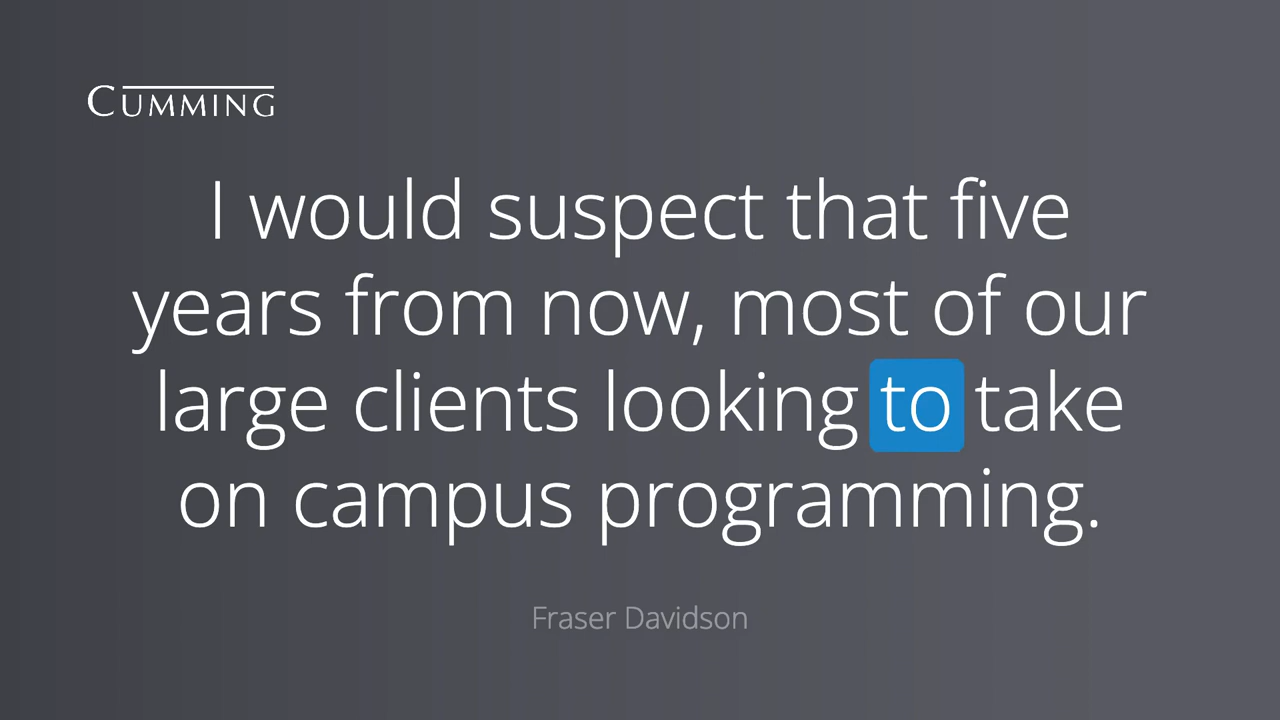 CUMMING
I would suspect that five
years from now, most of our
large clients looking to take
on campus programming.
Fraser Davidson